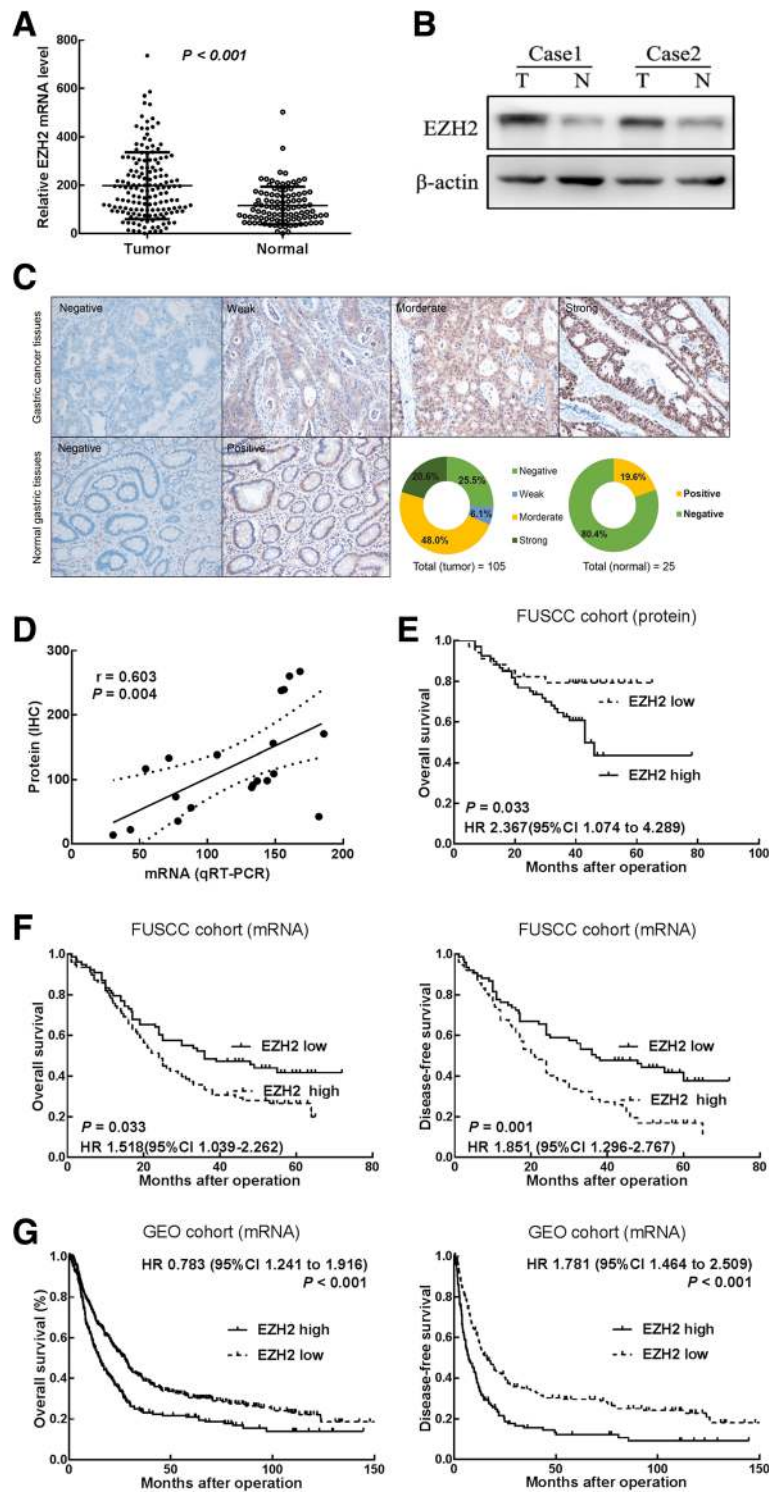 A
P < 0.001
Relative EZH2 mRNA level
800
600
400
200
0
Tumor
Normal
B
Case1
Case2
T
N
T
N
EZH2
β-actin
C
Gastric cancer tissues
Negative
Weak
Morderate
Strong
Normal gastric tissues
Negative
Positive
20.6%
25.5%
6.1%
48.0%
Negative
Weak
Morderate
Strong
Total (tumor) = 105
19.6%
80.4%
Positive
Negative
Total (normal) = 25
D
r = 0.603
P = 0.004
Protein (IHC)
300
200
100
0
0
50
100
150
200
mRNA (qRT-PCR)
E
FUSCC cohort (protein)
Overall survival
1.0
0.8
0.6
0.4
0.2
0.0
EZH2 low
EZH2 high
P = 0.033
HR 2.367(95%CI 1.074 to 4.289)
0
20
40
60
80
100
Months after operation
F
FUSCC cohort (mRNA)
Overall survival
1.0
0.8
0.6
0.4
0.2
0.0
EZH2 low
EZH2 high
P = 0.033
HR 1.518(95%CI 1.039-2.262)
0
20
40
60
80
Months after operation
FUSCC cohort (mRNA)
Disease-free survival
1.0
0.8
0.6
0.4
0.2
0.0
EZH2 low
EZH2 high
P = 0.001
HR 1.851 (95%CI 1.296-2.767)
0
20
40
60
80
Months after operation
G
GEO cohort (mRNA)
HR 0.783 (95%CI 1.241 to 1.916)
P < 0.001
Overall survival (%)
1.0
0.8
0.6
0.4
0.2
0.0
EZH2 high
EZH2 low
0
50
100
150
Months after operation
GEO cohort (mRNA)
HR 1.781 (95%CI 1.464 to 2.509)
P < 0.001
Disease-free survival
1.0
0.8
0.6
0.4
0.2
0.0
EZH2 high
EZH2 low
0
50
100
150
Months after operation